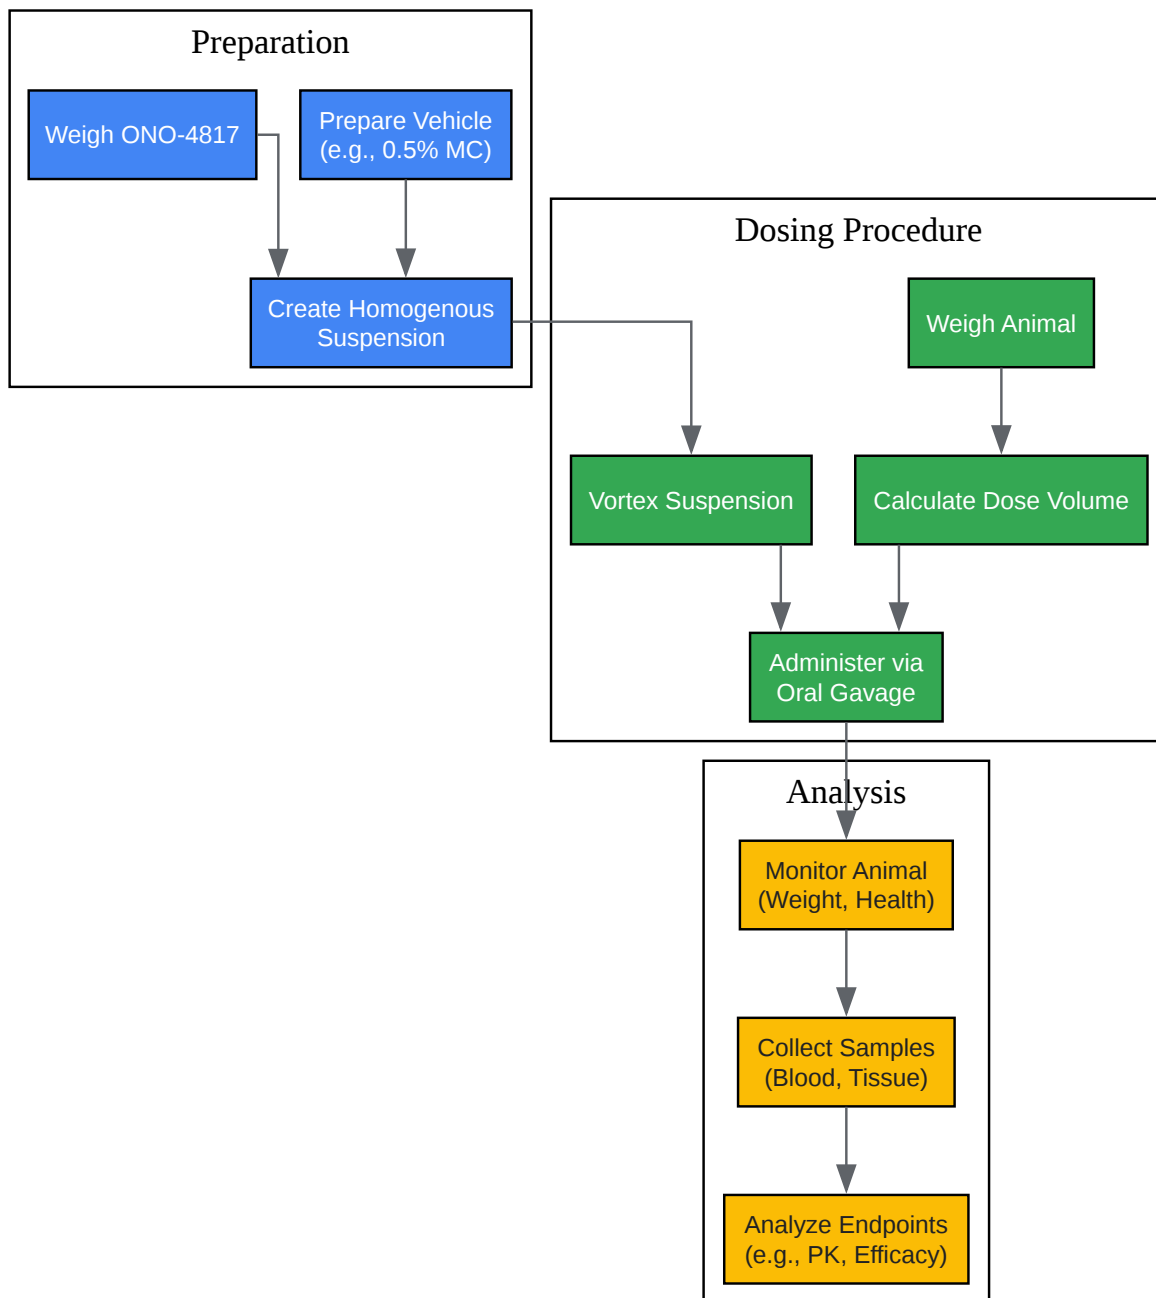 Preparation
Weigh ONO-4817
Prepare Vehicle
(e.g., 0.5% MC)
Create Homogenous
Suspension
Dosing Procedure
Weigh Animal
Vortex Suspension
Calculate Dose Volume
Administer via
Oral Gavage
Analysis
Monitor Animal
(Weight, Health)
Collect Samples
(Blood, Tissue)
Analyze Endpoints
(e.g., PK, Efficacy)